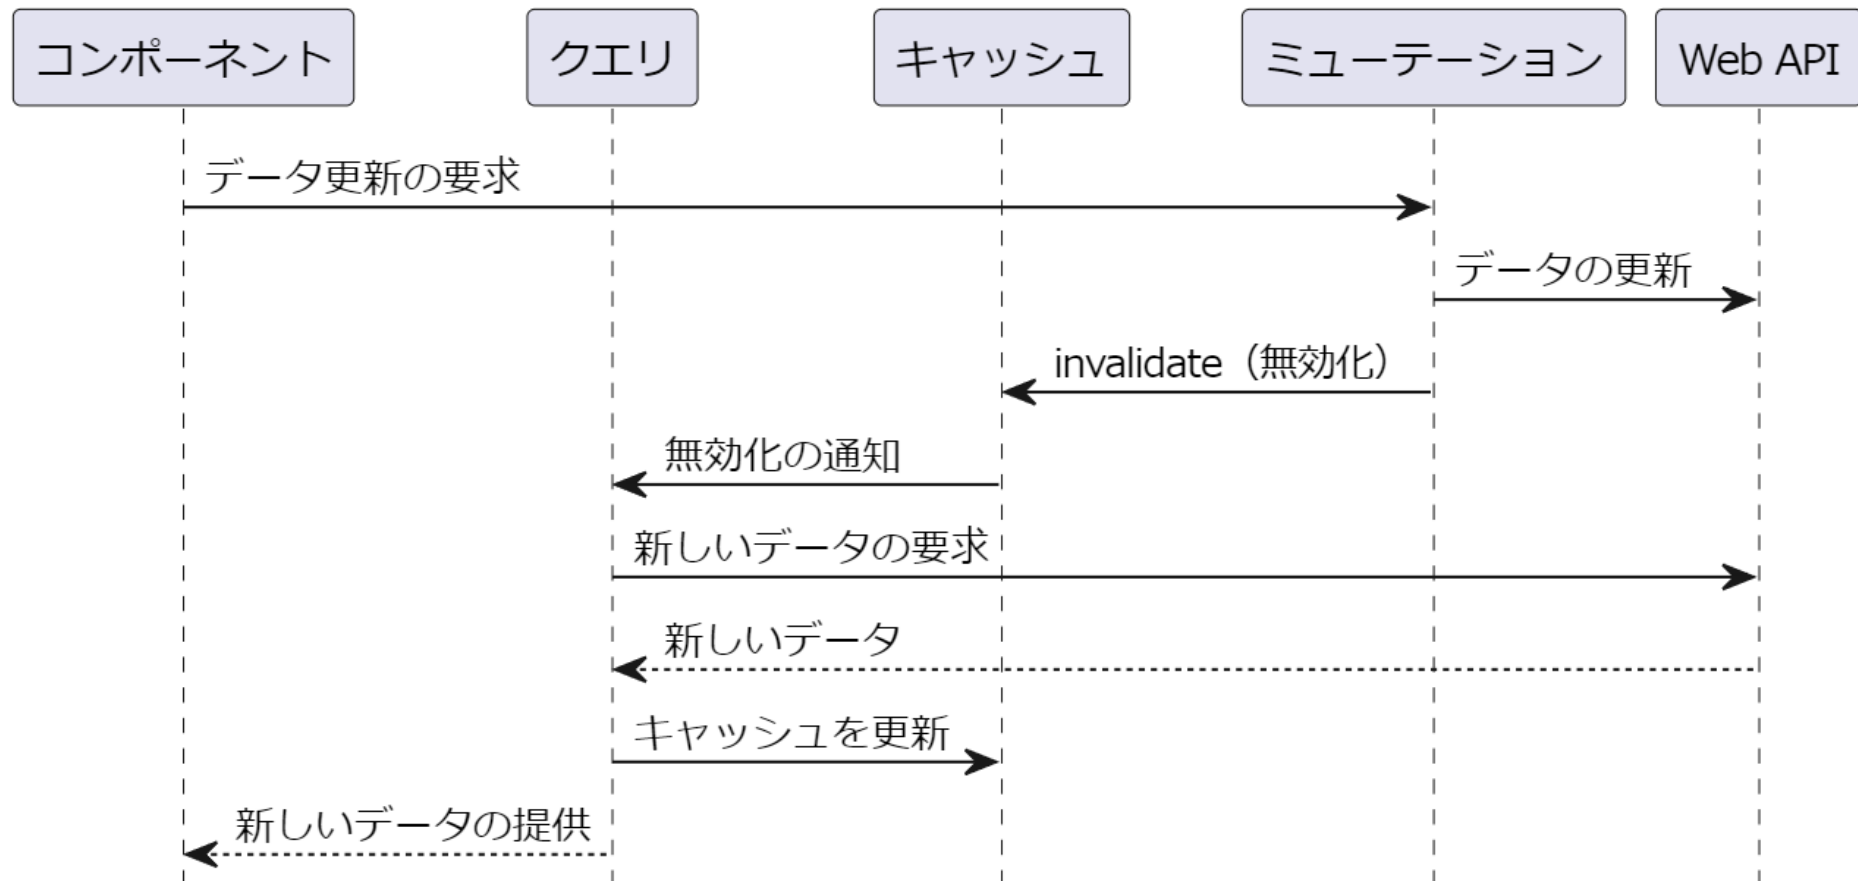 コンポーネント
クエリ
キャッシュ
ミューテーション
Web API
データ更新の要求
データの更新
invalidate（無効化）
無効化の通知
新しいデータの要求
新しいデータ
キャッシュを更新
新しいデータの提供